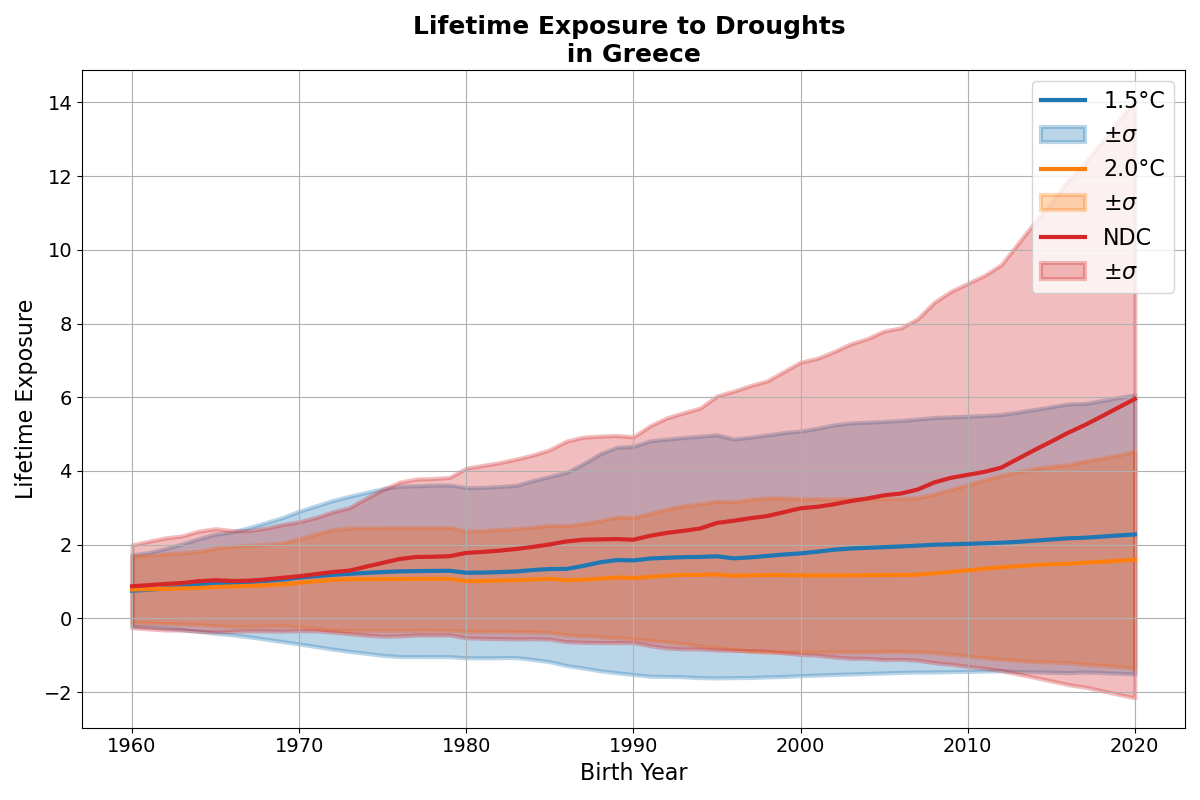 Lifetime Exposure to Droughts
in Greece
Lifetime Exposure
14
12
10
8
6
4
2
0
−2
1.5°C
±σ
2.0°C
±σ
NDC
±σ
1960
1970
1980
1990
2000
2010
2020
Birth Year